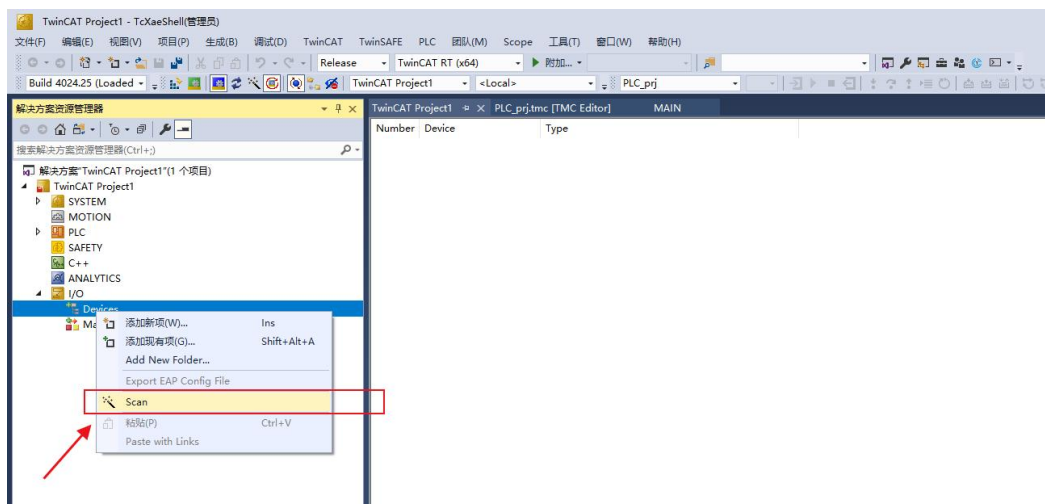 TwinCAT Project1 - TcXaeShell(管理员)
文件(F) 编辑(E) 视图(V) 项目(P) 生成(B) 调试(D) TwinCAT TwinSAFE PLC 团队(M) Scope 工具(T) 窗口(W) 帮助(H)
Release TwinCAT RT (x64) 附加...
Build 4024.25 (Loaded TwinCAT Project1 <Local> PLC_prj
解决方案资源管理器
TwinCAT Project1 PLC_prj.tmc [TMC Editor] MAIN
Number Device Type
搜索解决方案资源管理器(Ctrl+;)
解决方案"TwinCAT Project1"(1 个项目)
TwinCAT Project1
SYSTEM
MOTION
PLC
SAFETY
C++
ANALYTICS
I/O
Devices
Ma
添加新项(W)... Ins
添加现有项(G)... Shift+Alt+A
Add New Folder...
Export EAP Config File
Scan
粘贴(P) Ctrl+V
Paste with Links